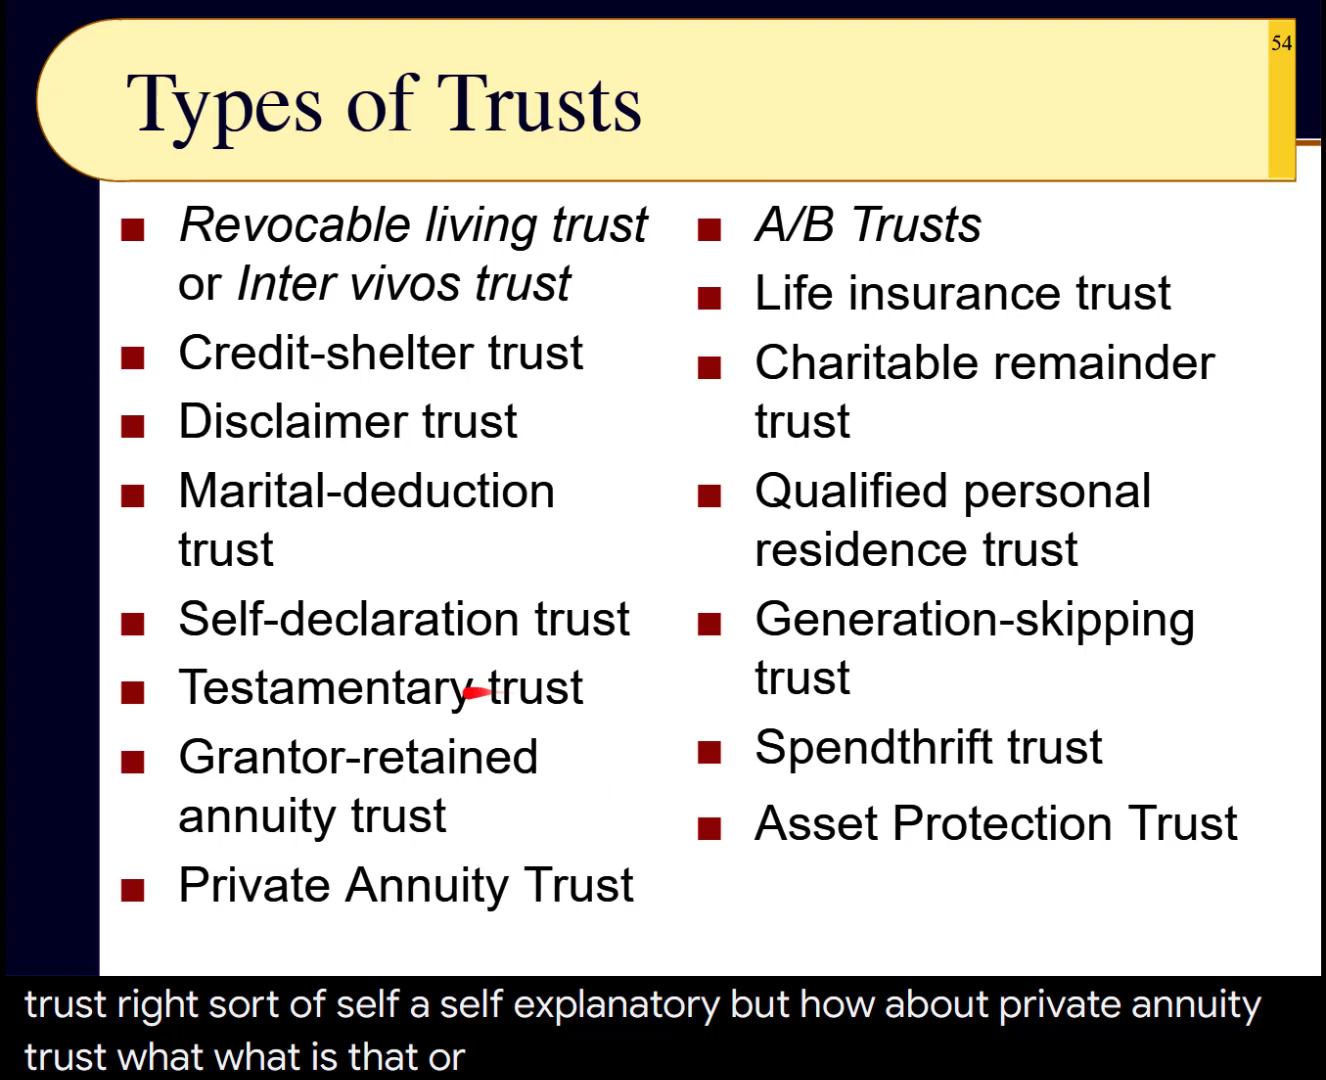 54
Types of Trusts
Revocable living trust
or Inter vivos trust
Credit-shelter trust
Disclaimer trust
Marital-deduction
trust
Self-declaration trust
Testamentary trust
Grantor-retained
annuity trust
Private Annuity Trust
A/B Trusts
Life insurance trust
Charitable remainder
trust
Qualified personal
residence trust
Generation-skipping
trust
Spendthrift trust
Asset Protection Trust
trust right sort of self a self explanatory but how about private annuity
trust what what is that or